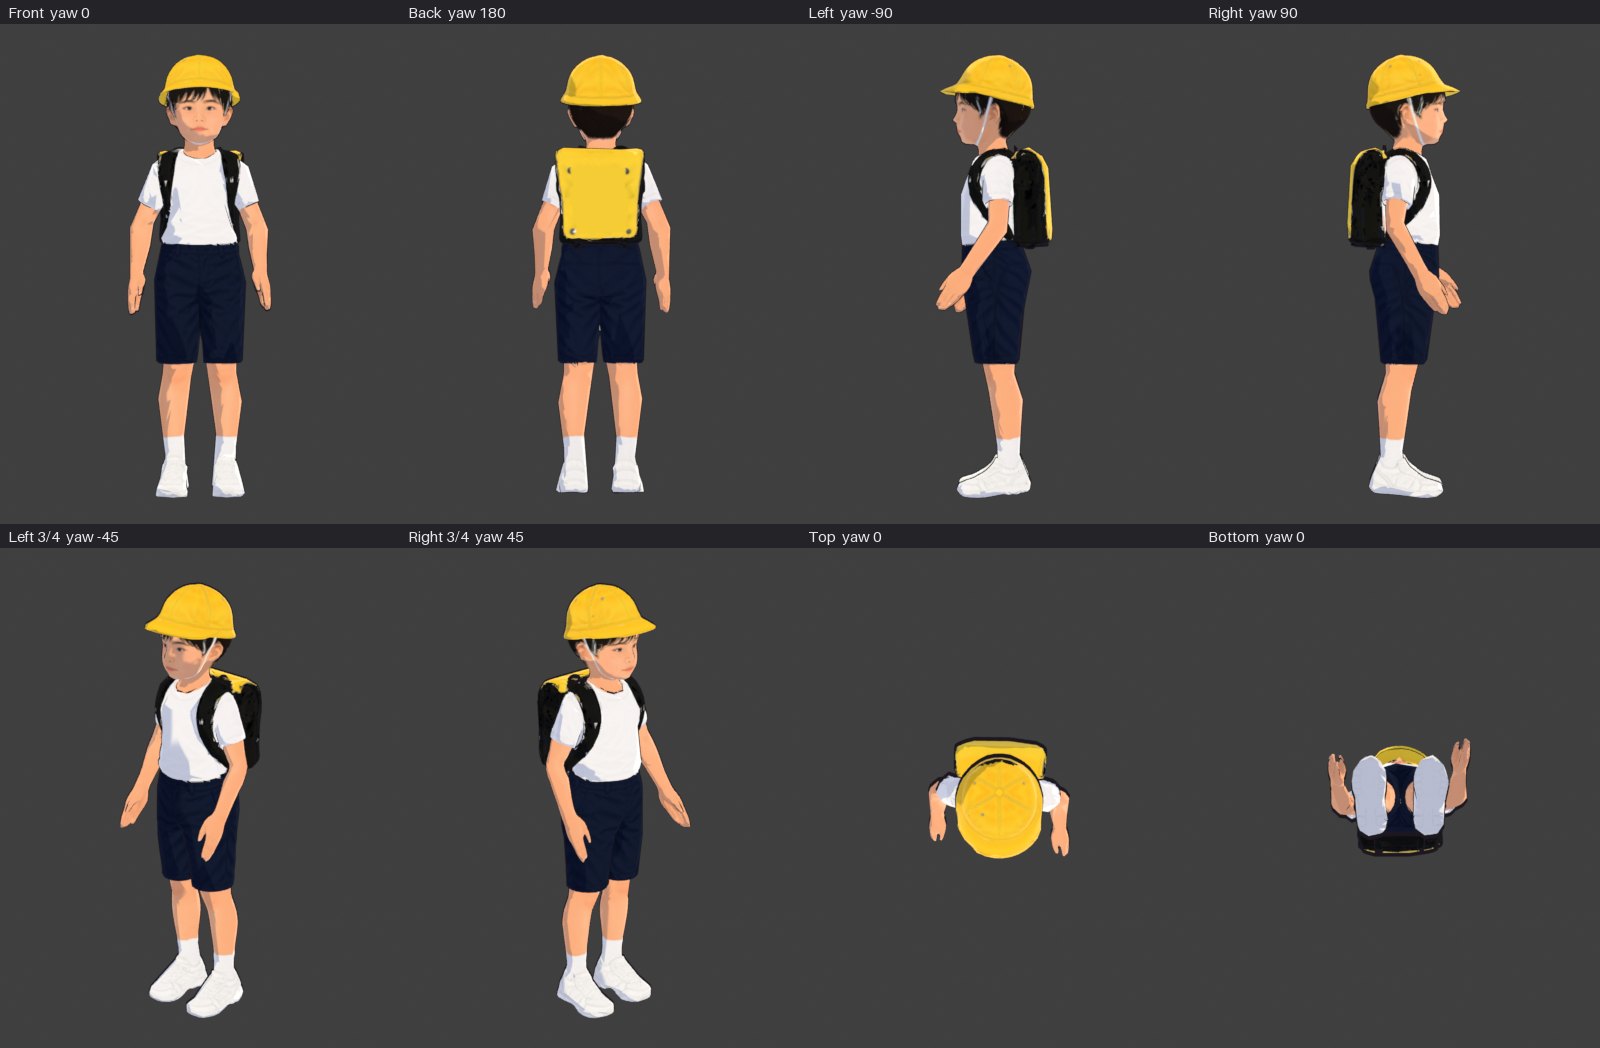 Front yaw 0
Back yaw 180
Left yaw -90
Right yaw 90
Left 3/4 yaw -45
Right 3/4 yaw 45
Top yaw 0
Bottom yaw 0